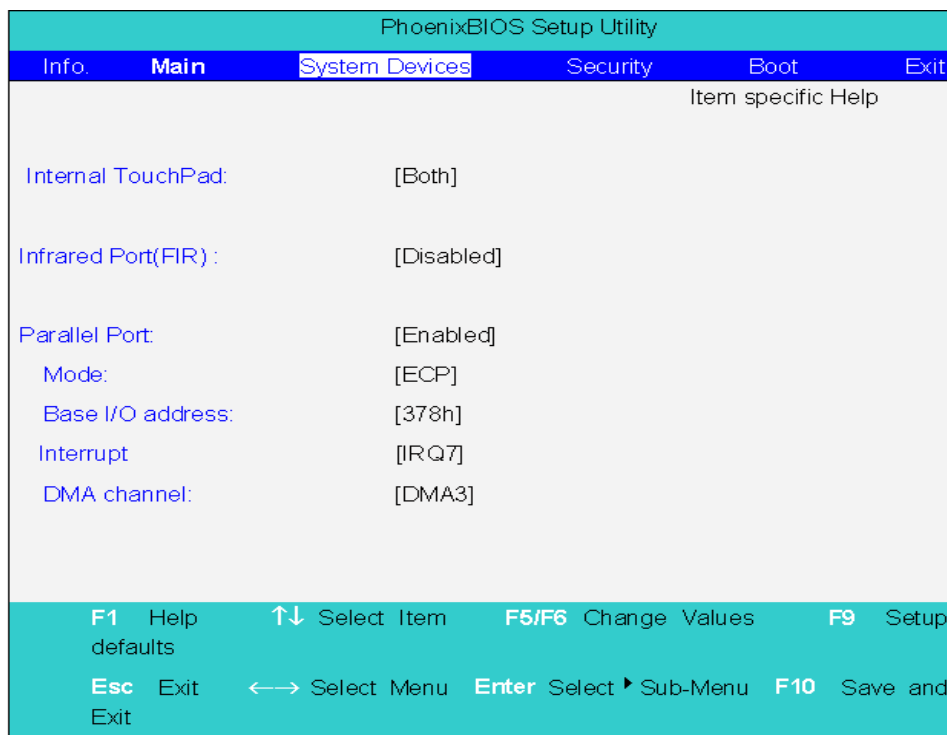 PhoenixBIOS Setup Utility
Info. Main System Devices Security Boot Exit
Item specific Help
Internal TouchPad: [Both]
Infrared Port(FIR) : [Disabled]
Parallel Port: [Enabled]
Mode: [ECP]
Base I/O address: [378h]
Interrupt [IRQ7]
DMA channel: [DMA3]
F1 Help ↑↓ Select Item F5/F6 Change Values F9 Setup
defaults
Esc Exit ←→ Select Menu Enter Select ▸ Sub-Menu F10 Save and
Exit